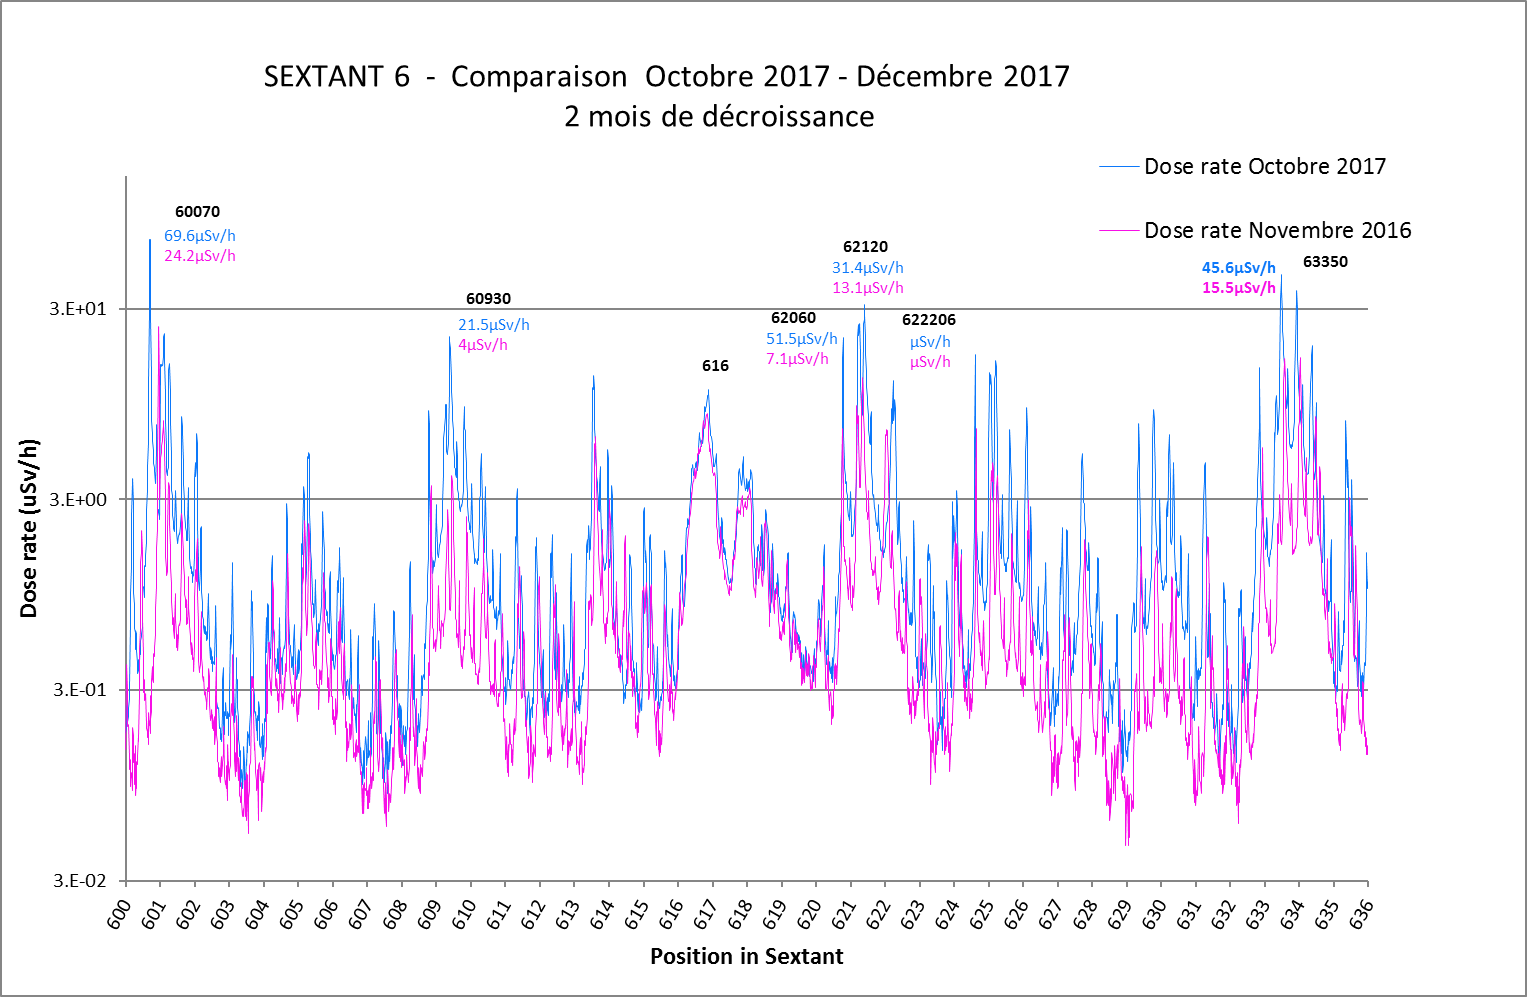 SEXTANT 6 - Comparaison Octobre 2017 - Décembre 2017
2 mois de décroissance
Dose rate Octobre 2017
Dose rate Novembre 2016
60070
69.6µSv/h
24.2µSv/h
60930
21.5µSv/h
4µSv/h
616
62060
51.5µSv/h
7.1µSv/h
62120
31.4µSv/h
13.1µSv/h
622206
µSv/h
µSv/h
63350
45.6µSv/h
15.5µSv/h
Dose rate (uSv/h)
3.E+01
3.E+00
3.E-01
3.E-02
600 601 602 603 604 605 606 607 608 609 610 611 612 613 614 615 616 617 618 619 620 621 622 623 624 625 626 627 628 629 630 631 632 633 634 635 636
Position in Sextant